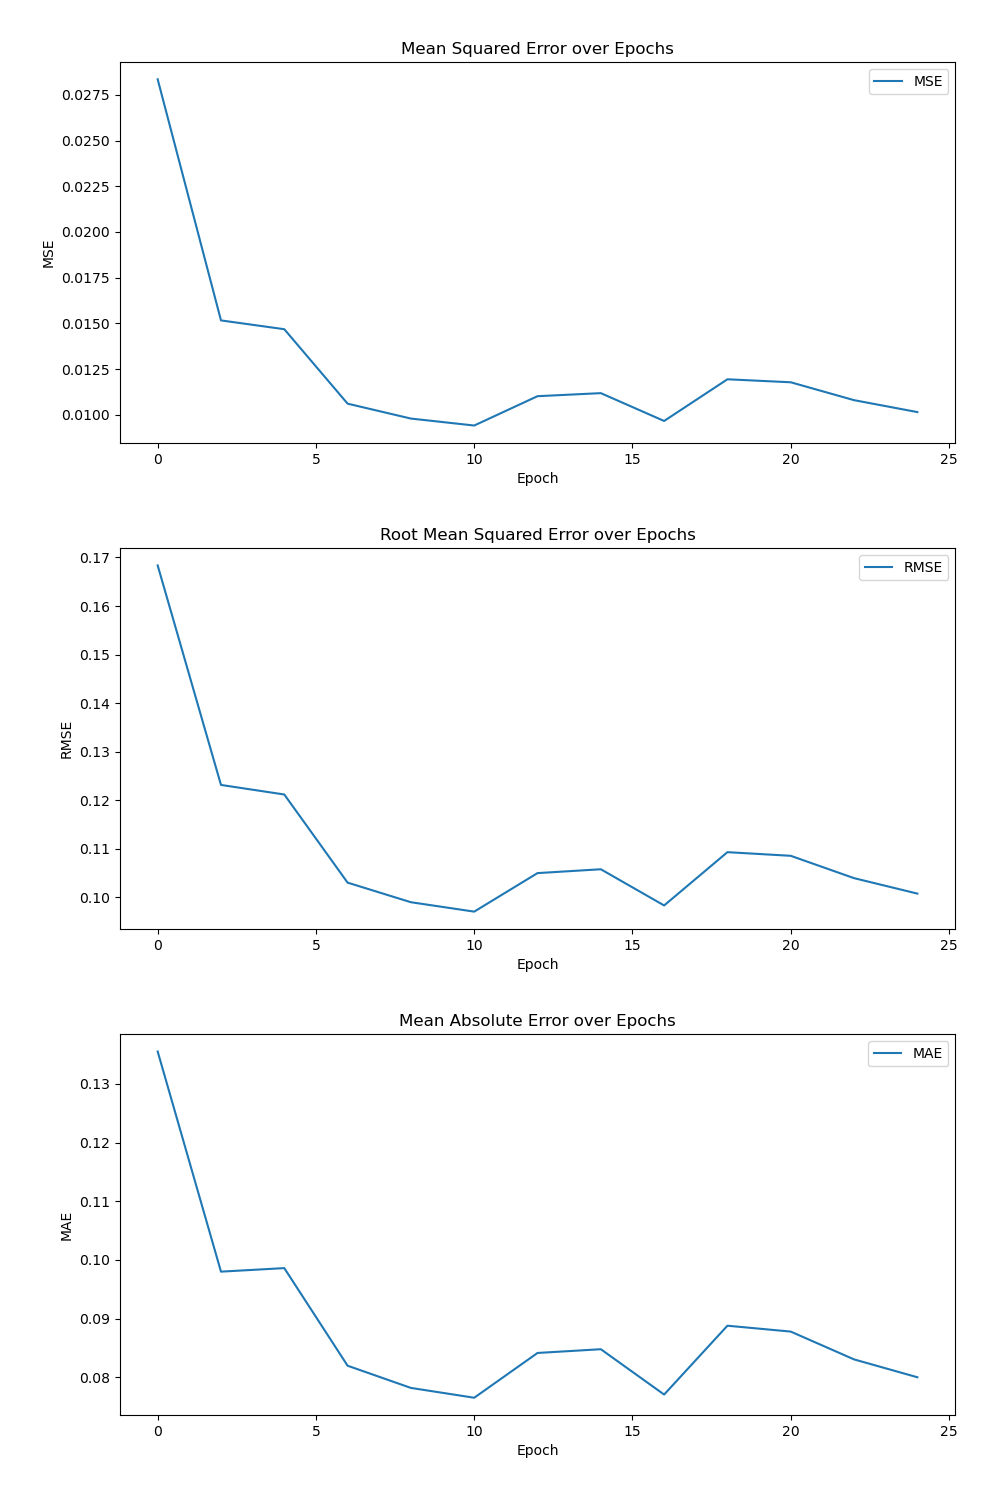 Mean Squared Error over Epochs
MSE
0.0275
0.0250
0.0225
0.0200
0.0175
0.0150
0.0125
0.0100
MSE
0 5 10 15 20 25
Epoch
Root Mean Squared Error over Epochs
RMSE
0.17
0.16
0.15
0.14
0.13
0.12
0.11
0.10
RMSE
0 5 10 15 20 25
Epoch
Mean Absolute Error over Epochs
MAE
0.13
0.12
0.11
0.10
0.09
0.08
MAE
0 5 10 15 20 25
Epoch